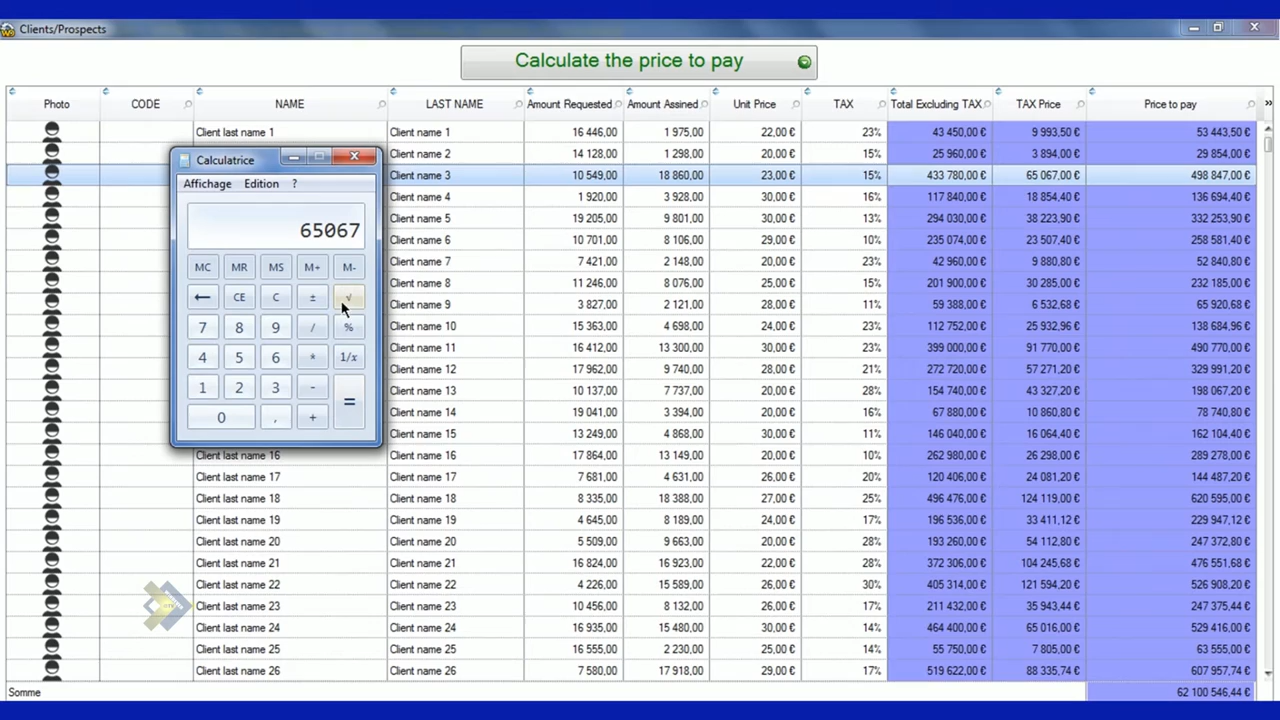 Clients/Prospects
Calculate the price to pay
Photo CODE NAME LAST NAME Amount Requested Amount Assined Unit Price TAX Total Excluding TAX TAX Price Price to pay »
Client last name 1 Client name 1 16 446,00 1 975,00 22,00 € 23% 43 450,00 € 9 993,50 € 53 443,50 €
Client name 2 14 128,00 1 298,00 20,00 € 15% 25 960,00 € 3 894,00 € 29 854,00 €
Client name 3 10 549,00 18 860,00 23,00 € 15% 433 780,00 € 65 067,00 € 498 847,00 €
Client name 4 1 920,00 3 928,00 30,00 € 16% 117 840,00 € 18 854,40 € 136 694,40 €
Client name 5 19 205,00 9 801,00 30,00 € 13% 294 030,00 € 38 223,90 € 332 253,90 €
Client name 6 10 701,00 8 106,00 29,00 € 10% 235 074,00 € 23 507,40 € 258 581,40 €
Client name 7 7 421,00 2 148,00 20,00 € 23% 42 960,00 € 9 880,80 € 52 840,80 €
Client name 8 11 246,00 8 076,00 25,00 € 15% 201 900,00 € 30 285,00 € 232 185,00 €
Client name 9 3 827,00 2 121,00 28,00 € 11% 59 388,00 € 6 532,68 € 65 920,68 €
Client name 10 15 363,00 4 698,00 24,00 € 23% 112 752,00 € 25 932,96 € 138 684,96 €
Client name 11 16 412,00 13 300,00 30,00 € 23% 399 000,00 € 91 770,00 € 490 770,00 €
Client name 12 17 962,00 9 740,00 28,00 € 21% 272 720,00 € 57 271,20 € 329 991,20 €
Client name 13 10 137,00 7 737,00 20,00 € 28% 154 740,00 € 43 327,20 € 198 067,20 €
Client name 14 19 041,00 3 394,00 20,00 € 16% 67 880,00 € 10 860,80 € 78 740,80 €
Client name 15 13 249,00 4 868,00 30,00 € 11% 146 040,00 € 16 064,40 € 162 104,40 €
Client last name 16 Client name 16 17 864,00 13 149,00 20,00 € 10% 262 980,00 € 26 298,00 € 289 278,00 €
Client last name 17 Client name 17 7 681,00 4 631,00 26,00 € 20% 120 406,00 € 24 081,20 € 144 487,20 €
Client last name 18 Client name 18 8 335,00 18 388,00 27,00 € 25% 496 476,00 € 124 119,00 € 620 595,00 €
Client last name 19 Client name 19 4 645,00 8 189,00 24,00 € 17% 196 536,00 € 33 411,12 € 229 947,12 €
Client last name 20 Client name 20 5 509,00 9 663,00 20,00 € 28% 193 260,00 € 54 112,80 € 247 372,80 €
Client last name 21 Client name 21 16 824,00 16 923,00 22,00 € 28% 372 306,00 € 104 245,68 € 476 551,68 €
Client last name 22 Client name 22 4 226,00 15 589,00 26,00 € 30% 405 314,00 € 121 594,20 € 526 908,20 €
Client last name 23 Client name 23 10 456,00 8 132,00 26,00 € 17% 211 432,00 € 35 943,44 € 247 375,44 €
Client last name 24 Client name 24 16 935,00 15 480,00 30,00 € 14% 464 400,00 € 65 016,00 € 529 416,00 €
Client last name 25 Client name 25 16 555,00 2 230,00 25,00 € 14% 55 750,00 € 7 805,00 € 63 555,00 €
Client last name 26 Client name 26 7 580,00 17 918,00 29,00 € 17% 519 622,00 € 88 335,74 € 607 957,74 €
Somme 62 100 546,44 €
Calculatrice
Affichage Edition ?
65067
MC MR MS M+ M-
← CE C ± √
7 8 9 / %
4 5 6 * 1/x
1 2 3 - =
0 , +